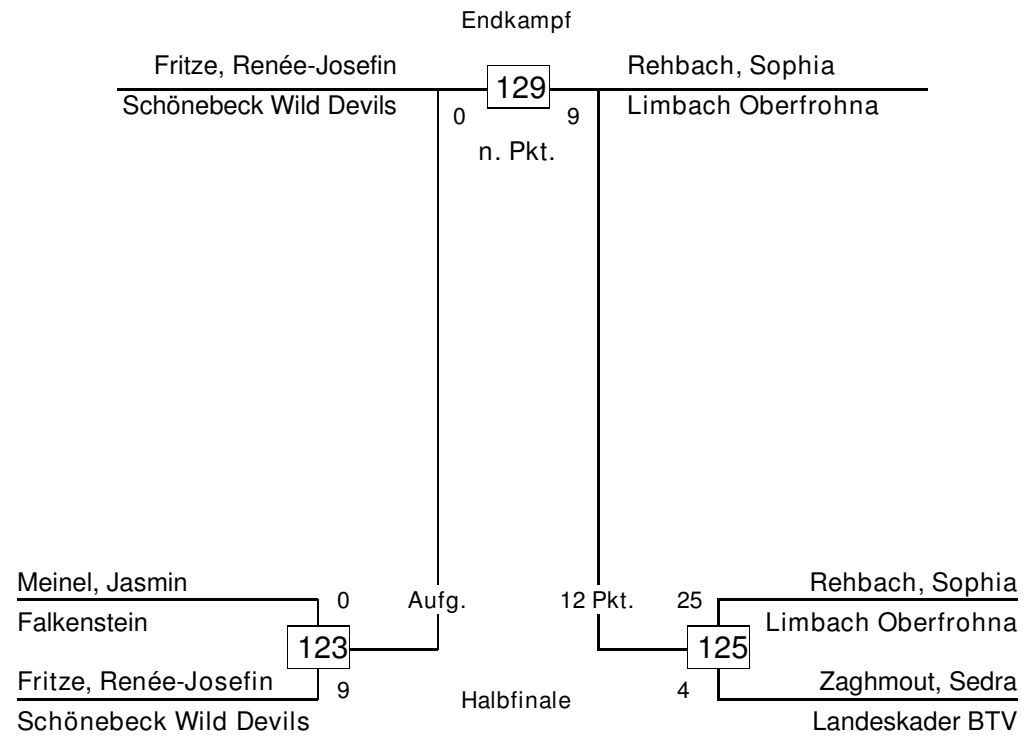 Endkampf
Fritze, Renée-Josefin
129
Rehbach, Sophia
Schönebeck Wild Devils
0
9
Limbach Oberfrohna
n. Pkt.
Meinel, Jasmin
0
Aufg.
12 Pkt.
25
Rehbach, Sophia
Falkenstein
Limbach Oberfrohna
123
125
Fritze, Renée-Josefin
9
Halbfinale
4
Zaghmout, Sedra
Schönebeck Wild Devils
Landeskader BTV